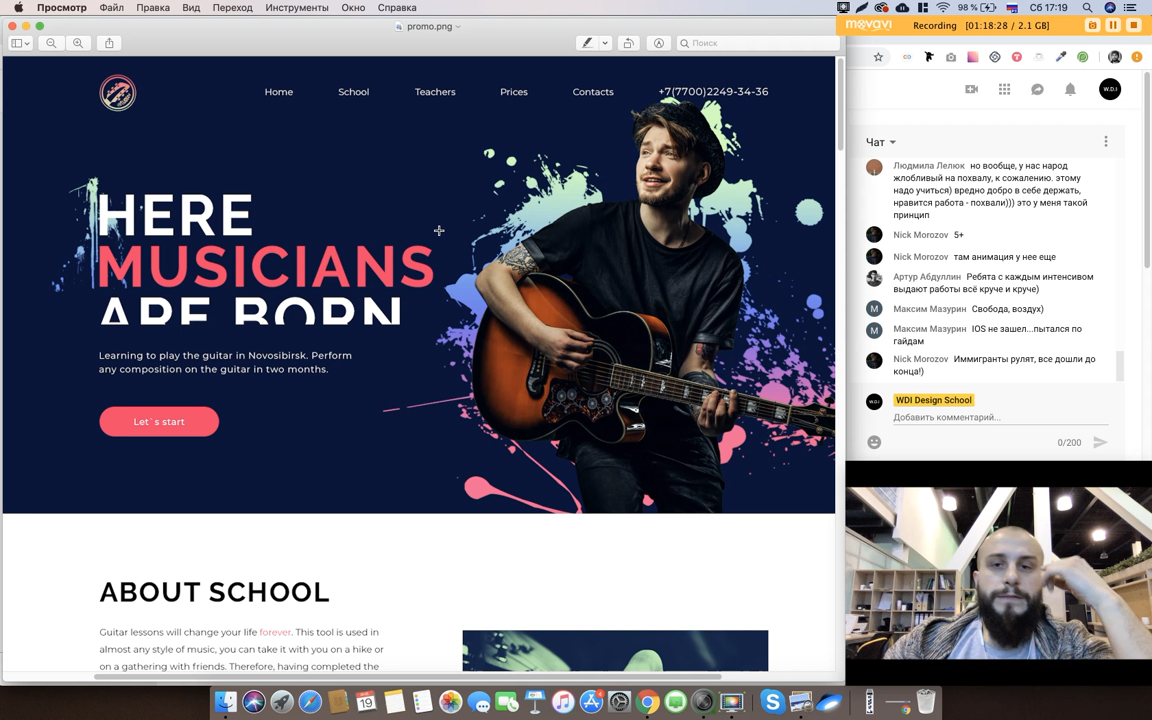 Просмотр Файл Правка Вид Переход Инструменты Окно Справка
98 % Сб 17:19
promo.png
movavi Recording [01:18:28 / 2.1 GB]
Поиск
Home School Teachers Prices Contacts +7(7700)2249-34-36
HERE
MUSICIANS
ARE BORN
Learning to play the guitar in Novosibirsk. Perform
any composition on the guitar in two months.
Let`s start
ABOUT SCHOOL
Guitar lessons will change your life forever. This tool is used in
almost any style of music, you can take it with you on a hike or
on a gathering with friends. Therefore, having completed the
W.D.I
Чат
Людмила Лелюк но вообще, у нас народ
жлобливый на похвалу, к сожалению. этому
надо учиться) вредно добро в себе держать,
нравится работа - похвали))) это у меня такой
принцип
Nick Morozov 5+
Nick Morozov там анимация у нее еще
Артур Абдуллин Ребята с каждым интенсивом
выдают работы всё круче и круче)
M Максим Мазурин Свобода, воздух)
M Максим Мазурин IOS не зашел...пытался по
гайдам
Nick Morozov Иммигранты рулят, все дошли до
конца!)
W.D.I WDI Design School
Добавить комментарий...
0/200
19